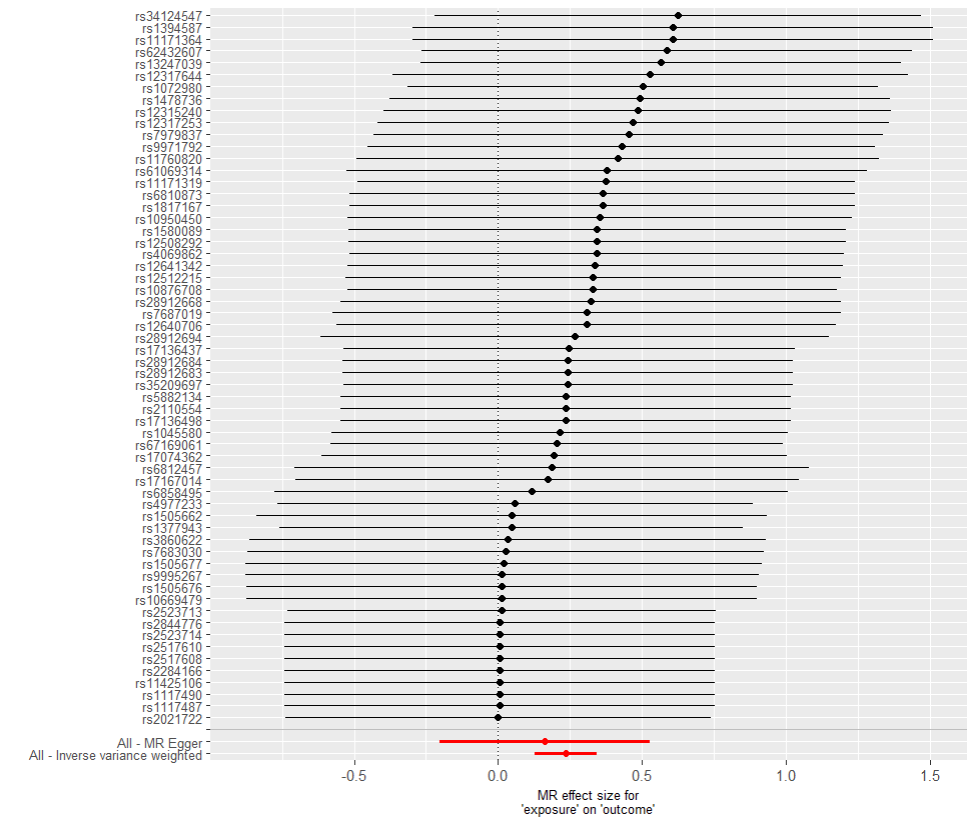 rs34124547
rs1394587
rs11171364
rs62432607
rs13247039
rs12317644
rs1072980
rs1478736
rs12315240
rs12317253
rs7979837
rs9971792
rs11760820
rs61069314
rs11171319
rs6810873
rs1817167
rs10950450
rs1580089
rs12508292
rs4069862
rs12641342
rs12512215
rs10876708
rs28912668
rs7687019
rs12640706
rs28912694
rs17136437
rs28912684
rs28912683
rs35209697
rs5882134
rs2110554
rs17136498
rs1045580
rs67169061
rs17074362
rs6812457
rs17167014
rs6858495
rs4977233
rs1505662
rs1377943
rs3860622
rs7683030
rs1505677
rs9995267
rs1505676
rs10669479
rs2523713
rs2844776
rs2523714
rs2517610
rs2517608
rs2284166
rs11425106
rs1117490
rs1117487
rs2021722
All - MR Egger
All - Inverse variance weighted
-0.5 0.0 0.5 1.0 1.5
MR effect size for
'exposure' on 'outcome'